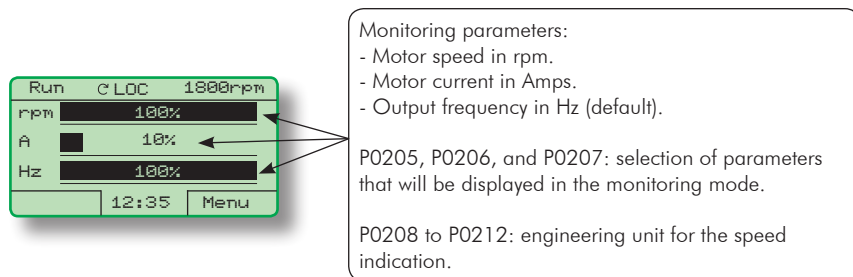 Run ⟳ LOC 1800rpm
rpm 100%
A 10%
Hz 100%
12:35 Menu
Monitoring parameters:
- Motor speed in rpm.
- Motor current in Amps.
- Output frequency in Hz (default).
P0205, P0206, and P0207: selection of parameters
that will be displayed in the monitoring mode.
P0208 to P0212: engineering unit for the speed
indication.